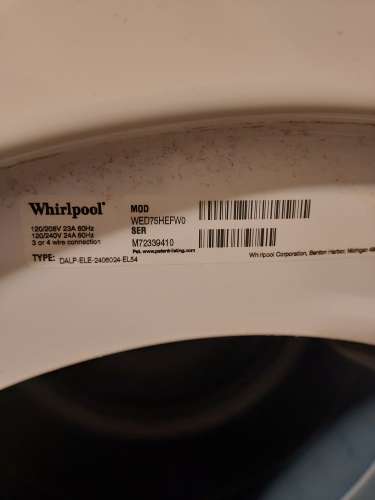 Whirlpool®
MOD
WED75HEFW0
120/208V 23A 60Hz
120/240V 24A 60Hz
3 or 4 wire connection
SER
M72339410
Pat. www.patentlisting.com
TYPE: DALP-ELE-2406024-EL54
Whirlpool Corporation, Benton Harbor, Michigan